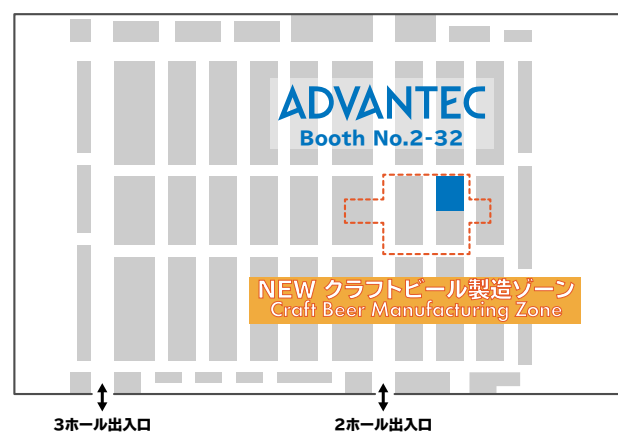 ADVANTEC
Booth No.2-32
NEW クラフトビール製造ゾーン
Craft Beer Manufacturing Zone
3ホール出入口
2ホール出入口